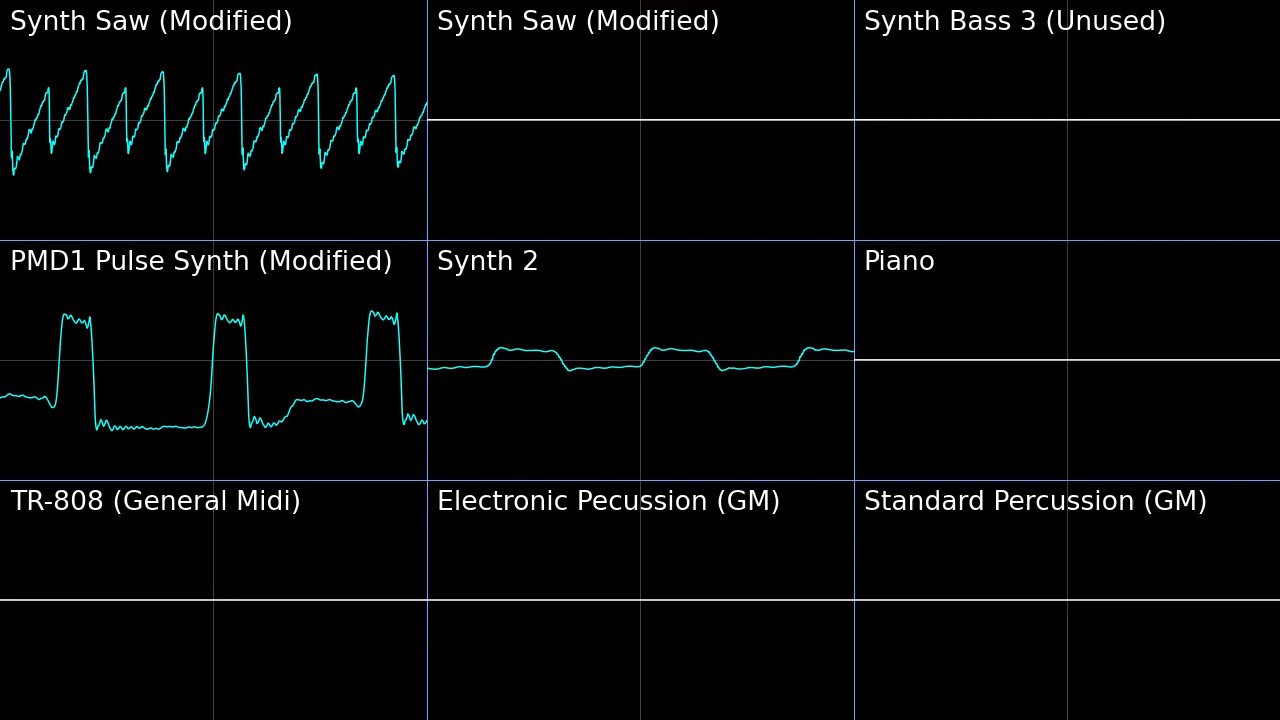 Synth Saw (Modified)
Synth Saw (Modified)
Synth Bass 3 (Unused)
PMD1 Pulse Synth (Modified)
Synth 2
Piano
TR-808 (General Midi)
Electronic Pecussion (GM)
Standard Percussion (GM)